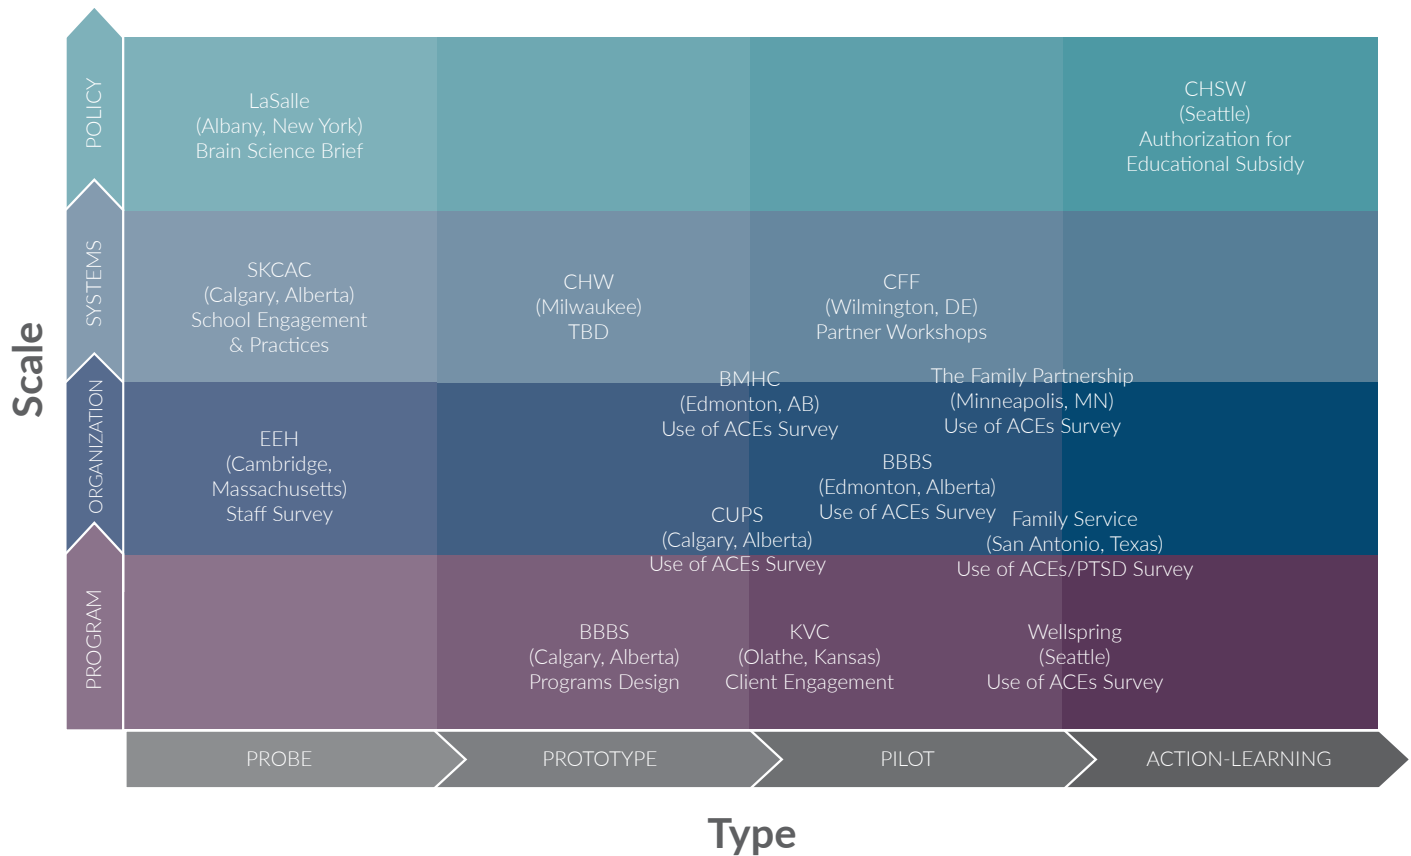 Scale
POLICY
SYSTEMS
ORGANIZATION
PROGRAM
LaSalle
(Albany, New York)
Brain Science Brief
CHSW
(Seattle)
Authorization for
Educational Subsidy
SKCAC
(Calgary, Alberta)
School Engagement
& Practices
CHW
(Milwaukee)
TBD
CFF
(Wilmington, DE)
Partner Workshops
BMHC
(Edmonton, AB)
Use of ACEs Survey
The Family Partnership
(Minneapolis, MN)
Use of ACEs Survey
EEH
(Cambridge,
Massachusetts)
Staff Survey
BBBS
(Edmonton, Alberta)
Use of ACEs Survey
CUPS
(Calgary, Alberta)
Use of ACEs Survey
Family Service
(San Antonio, Texas)
Use of ACEs/PTSD Survey
BBBS
(Calgary, Alberta)
Programs Design
KVC
(Olathe, Kansas)
Client Engagement
Wellspring
(Seattle)
Use of ACEs Survey
PROBE
PROTOTYPE
PILOT
ACTION-LEARNING
Type